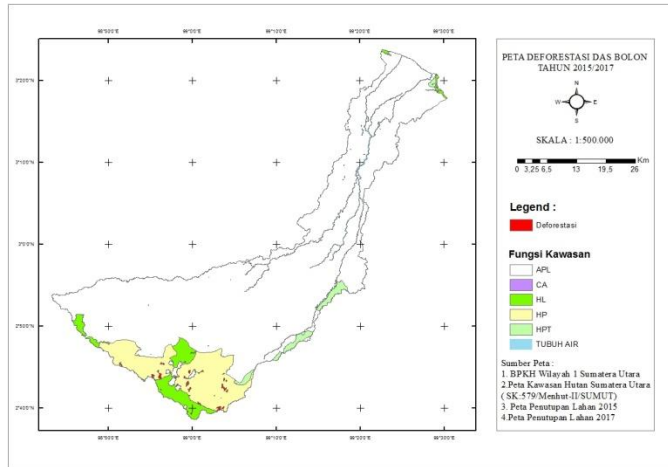 PETA DEFORESTASI DAS BOLON
TAHUN 2015/2017
N
W E
S
SKALA : 1:500.000
Km
0 3,25 6,5 13 19,5 26
Legend :
Deforestasi
Fungsi Kawasan
APL
CA
HL
HP
HPT
TUBUH AIR
Sumber Peta :
1. BPKH Wilayah 1 Sumatera Utara
2.Peta Kawasan Hutan Sumatera Utara
( SK:579/Menhut-II/SUMUT)
3. Peta Penutupan Lahan 2015
4.Peta Penutupan Lahan 2017